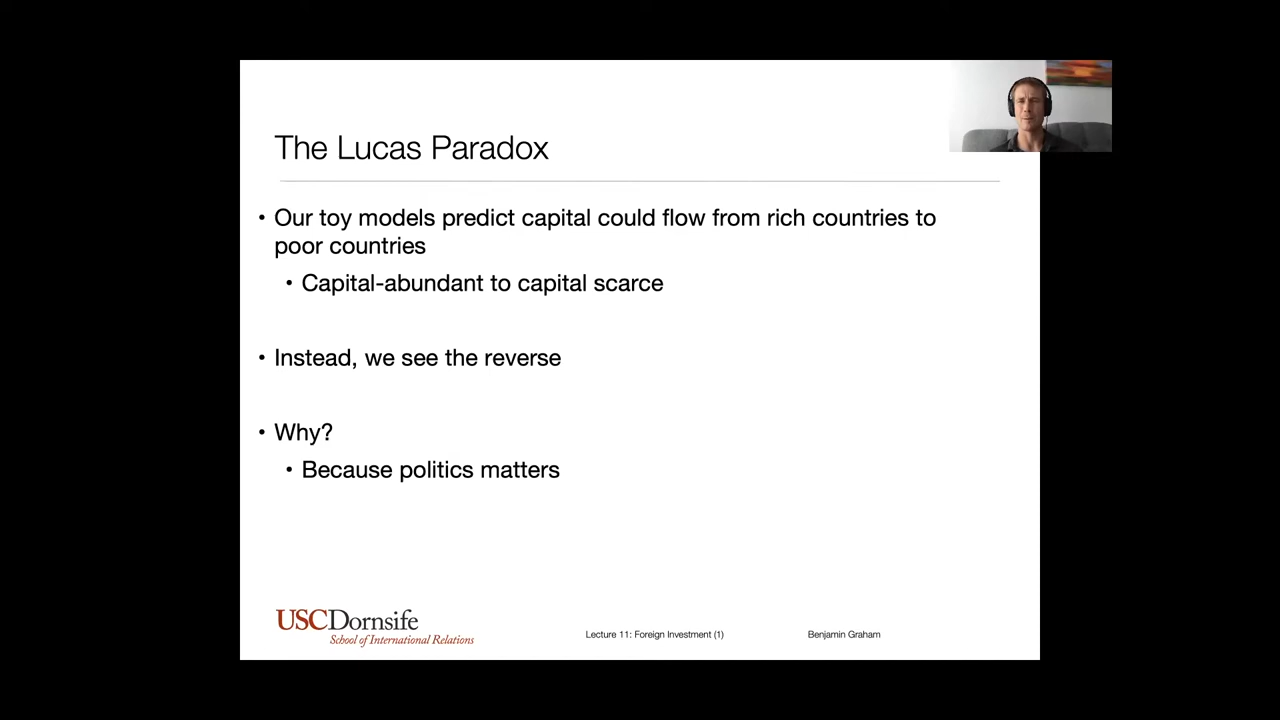 The Lucas Paradox
• Our toy models predict capital could flow from rich countries to
poor countries
• Capital-abundant to capital scarce
• Instead, we see the reverse
• Why?
• Because politics matters
USCDornsife
School of International Relations
Lecture 11: Foreign Investment (1)
Benjamin Graham